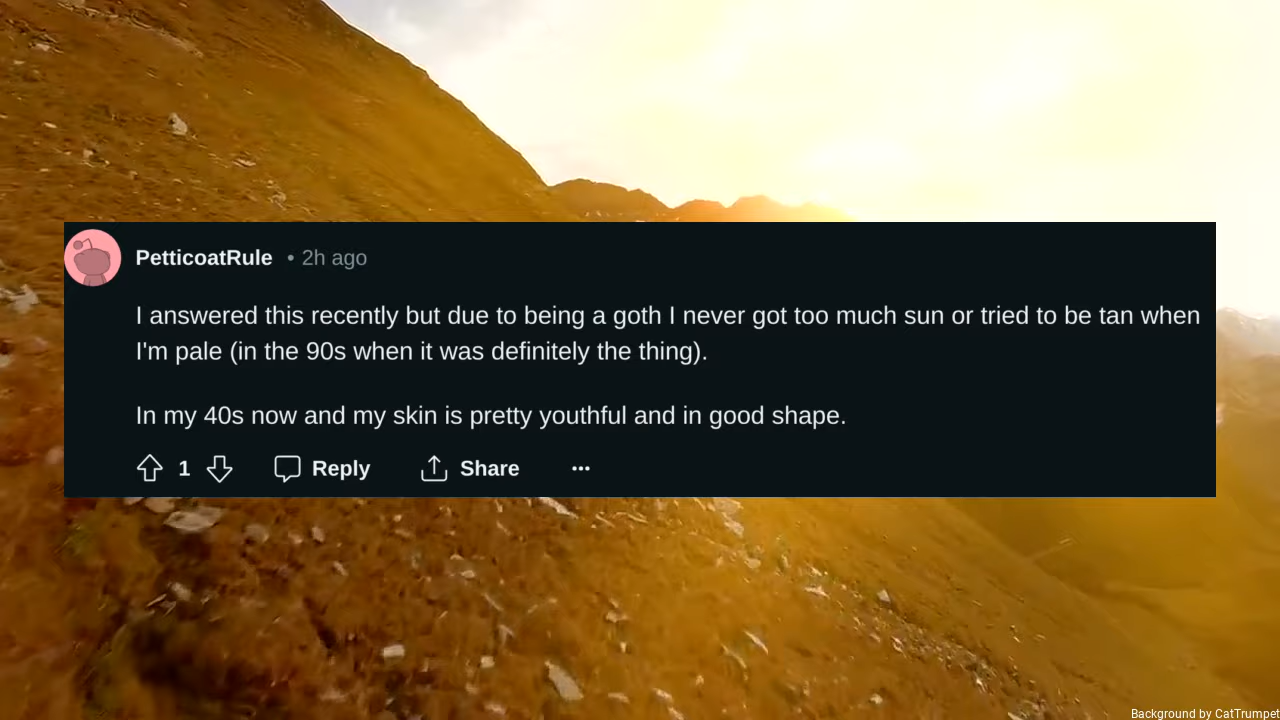 PetticoatRule • 2h ago
I answered this recently but due to being a goth I never got too much sun or tried to be tan when
I'm pale (in the 90s when it was definitely the thing).
In my 40s now and my skin is pretty youthful and in good shape.
1 Reply Share ...
Background by CatTrumpet